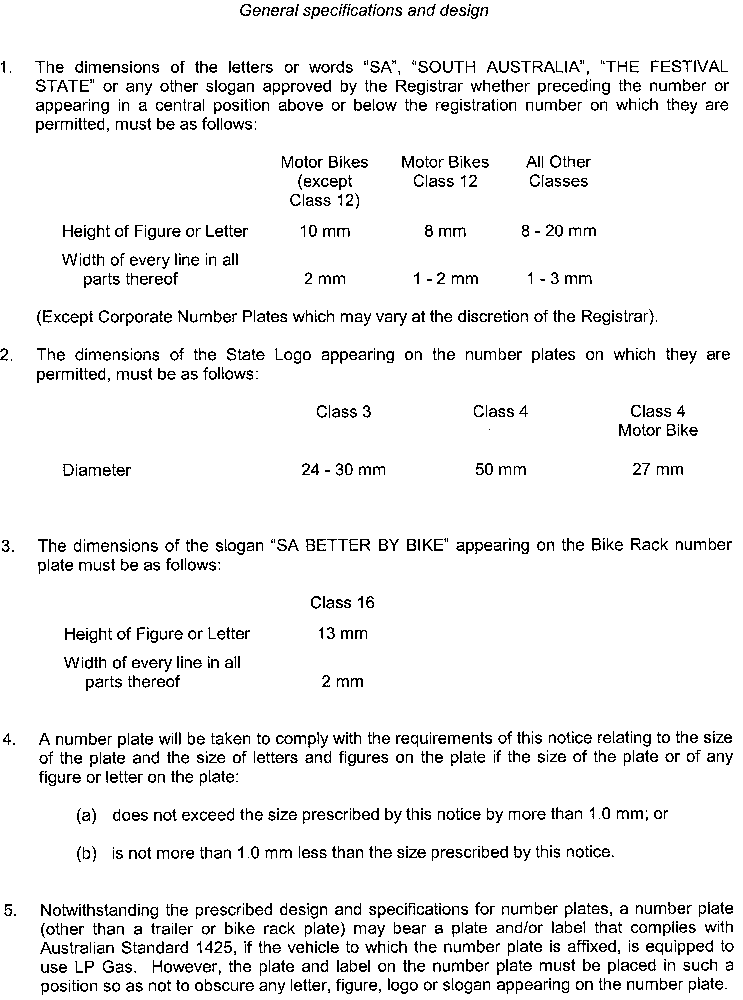 General specifications and design
1. The dimensions of the letters or words “SA”, “SOUTH AUSTRALIA”, “THE FESTIVAL
STATE” or any other slogan approved by the Registrar whether preceding the number or
appearing in a central position above or below the registration number on which they are
permitted, must be as follows:
Motor Bikes Motor Bikes All Other
(except Class 12 Classes
Class 12)
Height of Figure or Letter 10 mm 8 mm 8 - 20 mm
Width of every line in all
parts thereof 2 mm 1 - 2 mm 1 - 3 mm
(Except Corporate Number Plates which may vary at the discretion of the Registrar).
2. The dimensions of the State Logo appearing on the number plates on which they are
permitted, must be as follows:
Class 3 Class 4 Class 4
Motor Bike
Diameter 24 - 30 mm 50 mm 27 mm
3. The dimensions of the slogan “SA BETTER BY BIKE” appearing on the Bike Rack number
plate must be as follows:
Class 16
Height of Figure or Letter 13 mm
Width of every line in all
parts thereof 2 mm
4. A number plate will be taken to comply with the requirements of this notice relating to the size
of the plate and the size of letters and figures on the plate if the size of the plate or of any
figure or letter on the plate:
(a) does not exceed the size prescribed by this notice by more than 1.0 mm; or
(b) is not more than 1.0 mm less than the size prescribed by this notice.
5. Notwithstanding the prescribed design and specifications for number plates, a number plate
(other than a trailer or bike rack plate) may bear a plate and/or label that complies with
Australian Standard 1425, if the vehicle to which the number plate is affixed, is equipped to
use LP Gas. However, the plate and label on the number plate must be placed in such a
position so as not to obscure any letter, figure, logo or slogan appearing on the number plate.